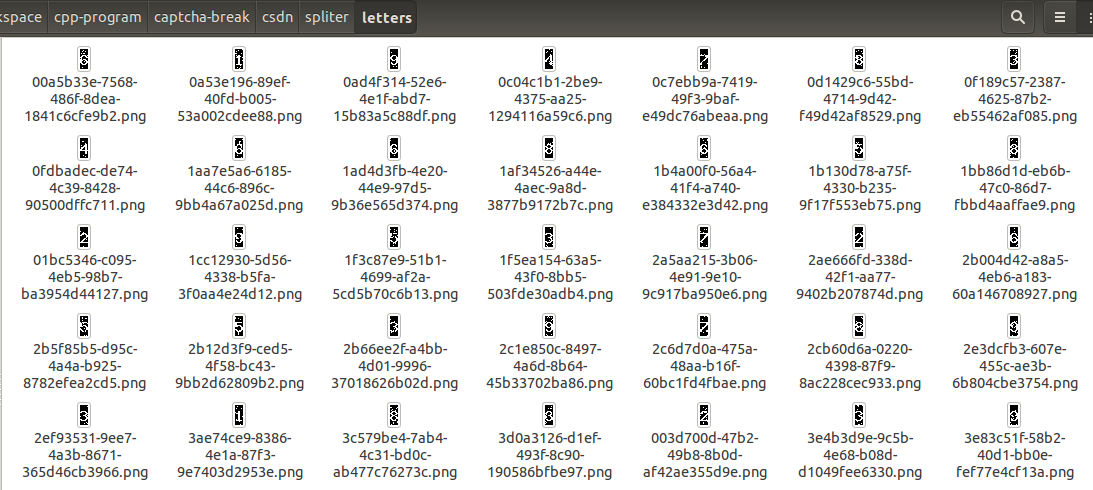 kspace cpp-program captcha-break csdn spliter letters
00a5b33e-7568-486f-8dea-1841c6cfe9b2.png
0a53e196-89ef-40fd-b005-53a002cdee88.png
0ad4f314-52e6-4e1f-abd7-15b83a5c88df.png
0c04c1b1-2be9-4375-aa25-1294116a59c6.png
0c7ebb9a-7419-49f3-9baf-e49dc76abeaa.png
0d1429c6-55bd-4714-9d42-f49d42af8529.png
0f189c57-2387-4625-87b2-eb55462af085.png
0fdbadec-de74-4c39-8428-90500dffc711.png
1aa7e5a6-6185-44c6-896c-9bb4a67a025d.png
1ad4d3fb-4e20-44e9-97d5-9b36e565d374.png
1af34526-a44e-4aec-9a8d-3877b9172b7c.png
1b4a00f0-56a4-41f4-a740-e384332e3d42.png
1b130d78-a75f-4330-b235-9f17f553eb75.png
1bb86d1d-eb6b-47c0-86d7-fbbd4aaffae9.png
01bc5346-c095-4eb5-98b7-ba3954d44127.png
1cc12930-5d56-4338-b5fa-3f0aa4e24d12.png
1f3c87e9-51b1-4699-af2a-5cd5b70c6b13.png
1f5ea154-63a5-43f0-8bb5-503fde30adb4.png
2a5aa215-3b06-4e91-9e10-9c917ba950e6.png
2ae666fd-338d-42f1-aa77-9402b207874d.png
2b004d42-a8a5-4eb6-a183-60a146708927.png
2b5f85b5-d95c-4a4a-b925-8782efea2cd5.png
2b12d3f9-ced5-4f58-bc43-9bb2d62809b2.png
2b66ee2f-a4bb-4d01-9996-37018626b02d.png
2c1e850c-8497-4a6d-8b64-45b33702ba86.png
2c6d7d0a-475a-48aa-b16f-60bc1fd4fbae.png
2cb60d6a-0220-4398-87f9-8ac228cec933.png
2e3dcfb3-607e-455c-ae3b-6b804cbe3754.png
2ef93531-9ee7-4a3b-8671-365d46cb3966.png
3ae74ce9-8386-4e1a-87f3-9e7403d2953e.png
3c579be4-7ab4-4c31-bd0c-ab477c76273c.png
3d0a3126-d1ef-493f-8c90-190586bfbe97.png
003d700d-47b2-49b8-8b0d-af42ae355d9e.png
3e4b3d9e-9c5b-4e68-b08d-d1049fee6330.png
3e83c51f-58b2-40d1-bb0e-fef77e4cf13a.png